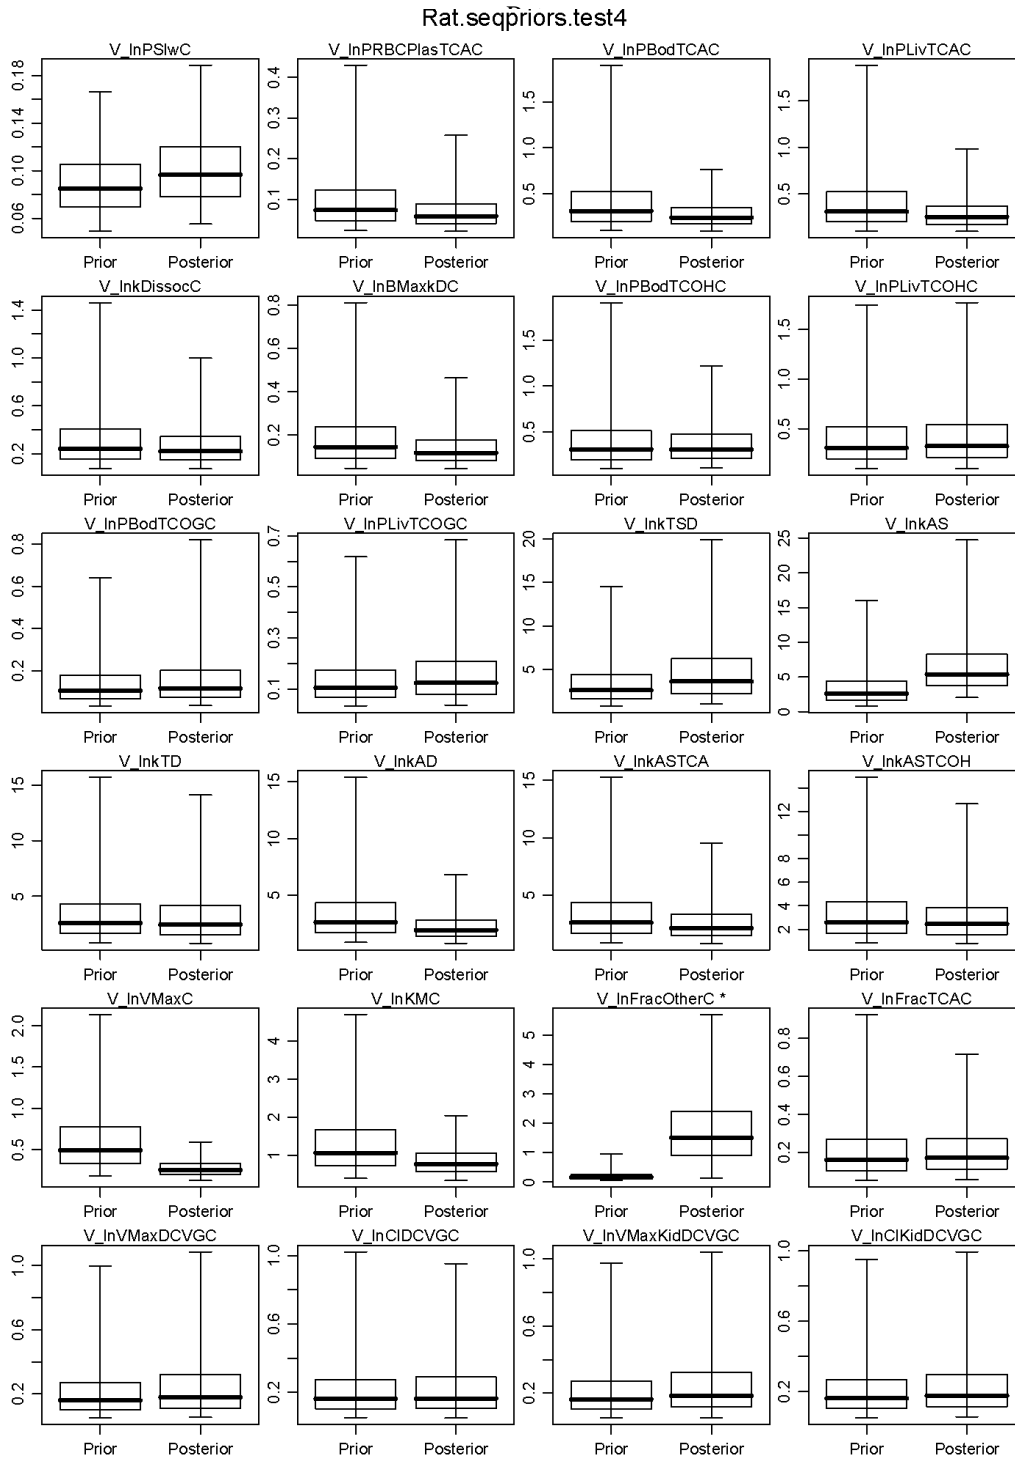 Rat.seqpriors.test4
V_lnPSlwC
0.18
0.14
0.10
0.06
Prior Posterior
V_lnPRBCPlasTCAC
0.4
0.3
0.2
0.1
Prior Posterior
V_lnPBodTCAC
1.5
1.0
0.5
Prior Posterior
V_lnPLivTCAC
1.5
1.0
0.5
Prior Posterior
V_lnkDissocC
1.4
1.0
0.6
0.2
Prior Posterior
V_lnBMaxkDC
0.8
0.6
0.4
0.2
Prior Posterior
V_lnPBodTCOHC
1.5
1.0
0.5
Prior Posterior
V_lnPLivTCOHC
1.5
1.0
0.5
Prior Posterior
V_lnPBodTCOGC
0.8
0.6
0.4
0.2
Prior Posterior
V_lnPLivTCOGC
0.7
0.5
0.3
0.1
Prior Posterior
V_lnkTSD
20
15
10
5
Prior Posterior
V_lnkAS
25
20
15
10
5
0
Prior Posterior
V_lnkTD
15
10
5
Prior Posterior
V_lnkAD
15
10
5
Prior Posterior
V_lnkASTCA
15
10
5
Prior Posterior
V_lnkASTCOH
12
8
6
4
2
Prior Posterior
V_lnVMaxC
2.0
1.5
1.0
0.5
Prior Posterior
V_lnKMC
4
3
2
1
Prior Posterior
V_lnFracOtherC *
5
4
3
2
1
0
Prior Posterior
V_lnFracTCAC
0.8
0.6
0.4
0.2
Prior Posterior
V_lnVMaxDCVGC
1.0
0.6
0.2
Prior Posterior
V_lnClDCVGC
1.0
0.6
0.2
Prior Posterior
V_lnVMaxKidDCVGC
1.0
0.6
0.2
Prior Posterior
V_lnClKidDCVGC
1.0
0.6
0.2
Prior Posterior